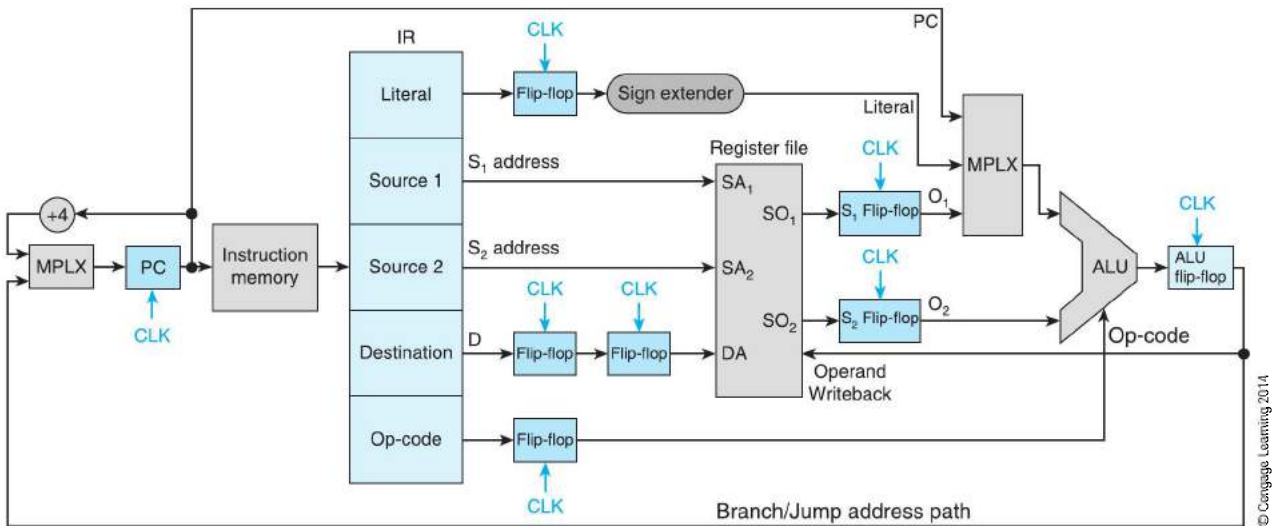 PC
CLK
IR
Literal
Flip-flop
Sign extender
Literal
Register file
CLK
S₁ address
Source 1
SA₁
SO₁
S₁ Flip-flop
O₁
MPLX
CLK
+4
MPLX
PC
CLK
Instruction
memory
S₂ address
Source 2
SA₂
CLK
ALU
ALU
flip-flop
CLK
CLK
SO₂
S₂ Flip-flop
O₂
Destination
D
Flip-flop
Flip-flop
DA
Op-code
Operand
Writeback
Op-code
Flip-flop
CLK
Branch/Jump address path
© Cengage Learning 2014